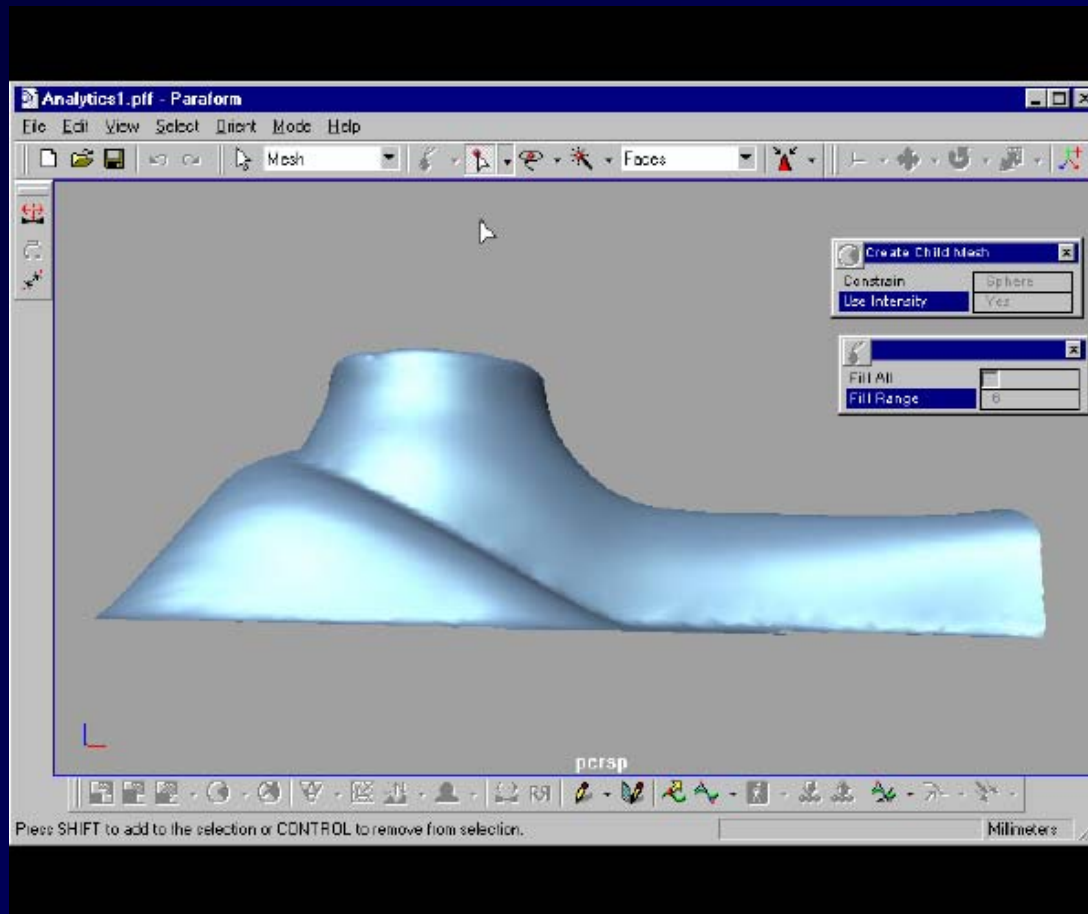 Analytics1.pff - Paraform
File Edit View Select Orient Mode Help
Mesh Faces
Create Child Mesh
Constrain Sphere
Use Intensity Yes
Fill All
Fill Range 6
persp
Press SHIFT to add to the selection or CONTROL to remove from selection.
Millimeters